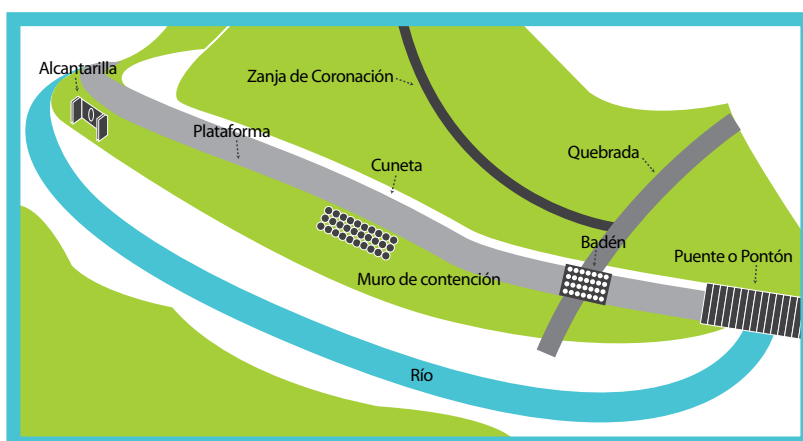 Alcantarilla
Zanja de Coronación
Plataforma
Cuneta
Quebrada
Badén
Puente o Pontón
Muro de contención
Río